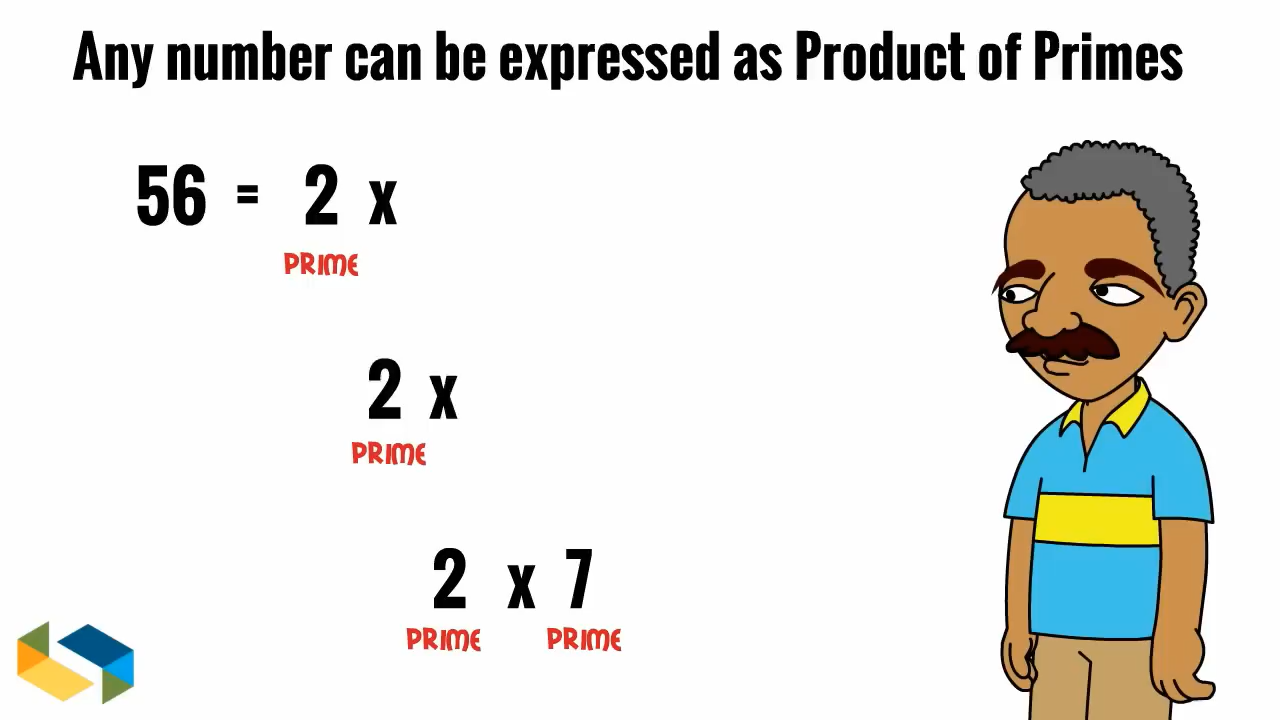 Any number can be expressed as Product of Primes
56 = 2 x
PRIME
2 x
PRIME
2 x 7
PRIME PRIME